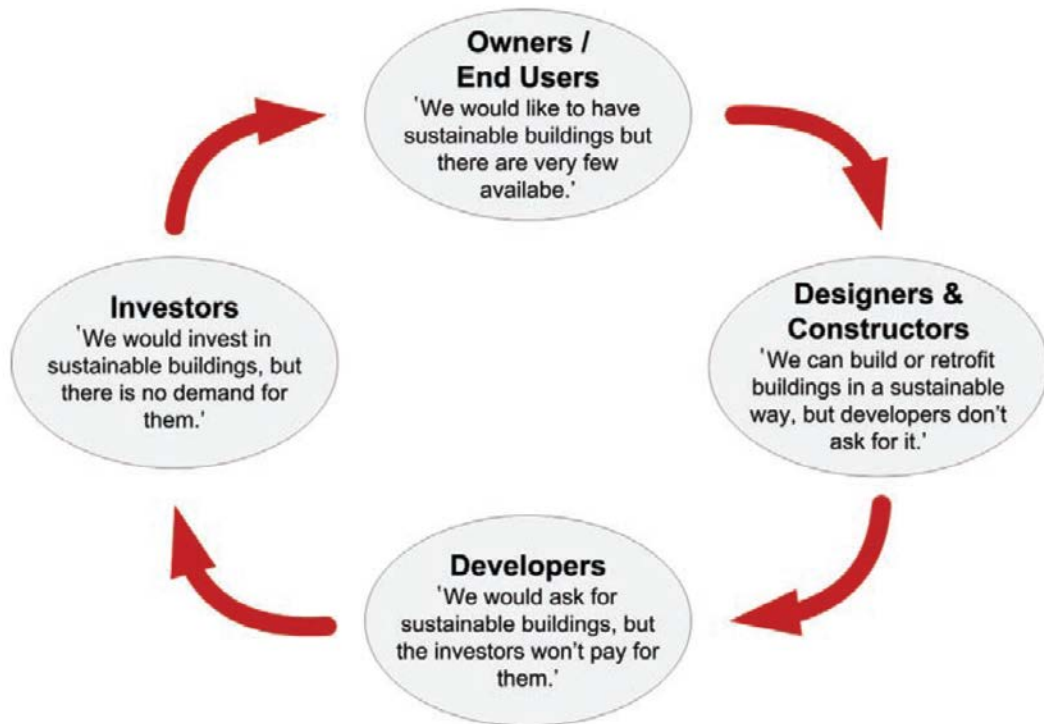 Owners /
End Users
'We would like to have
sustainable buildings but
there are very few
availabe.'
Designers &
Constructors
'We can build or retrofit
buildings in a sustainable
way, but developers don't
ask for it.'
Developers
'We would ask for
sustainable buildings, but
the investors won't pay for
them.'
Investors
'We would invest in
sustainable buildings, but
there is no demand for
them.'